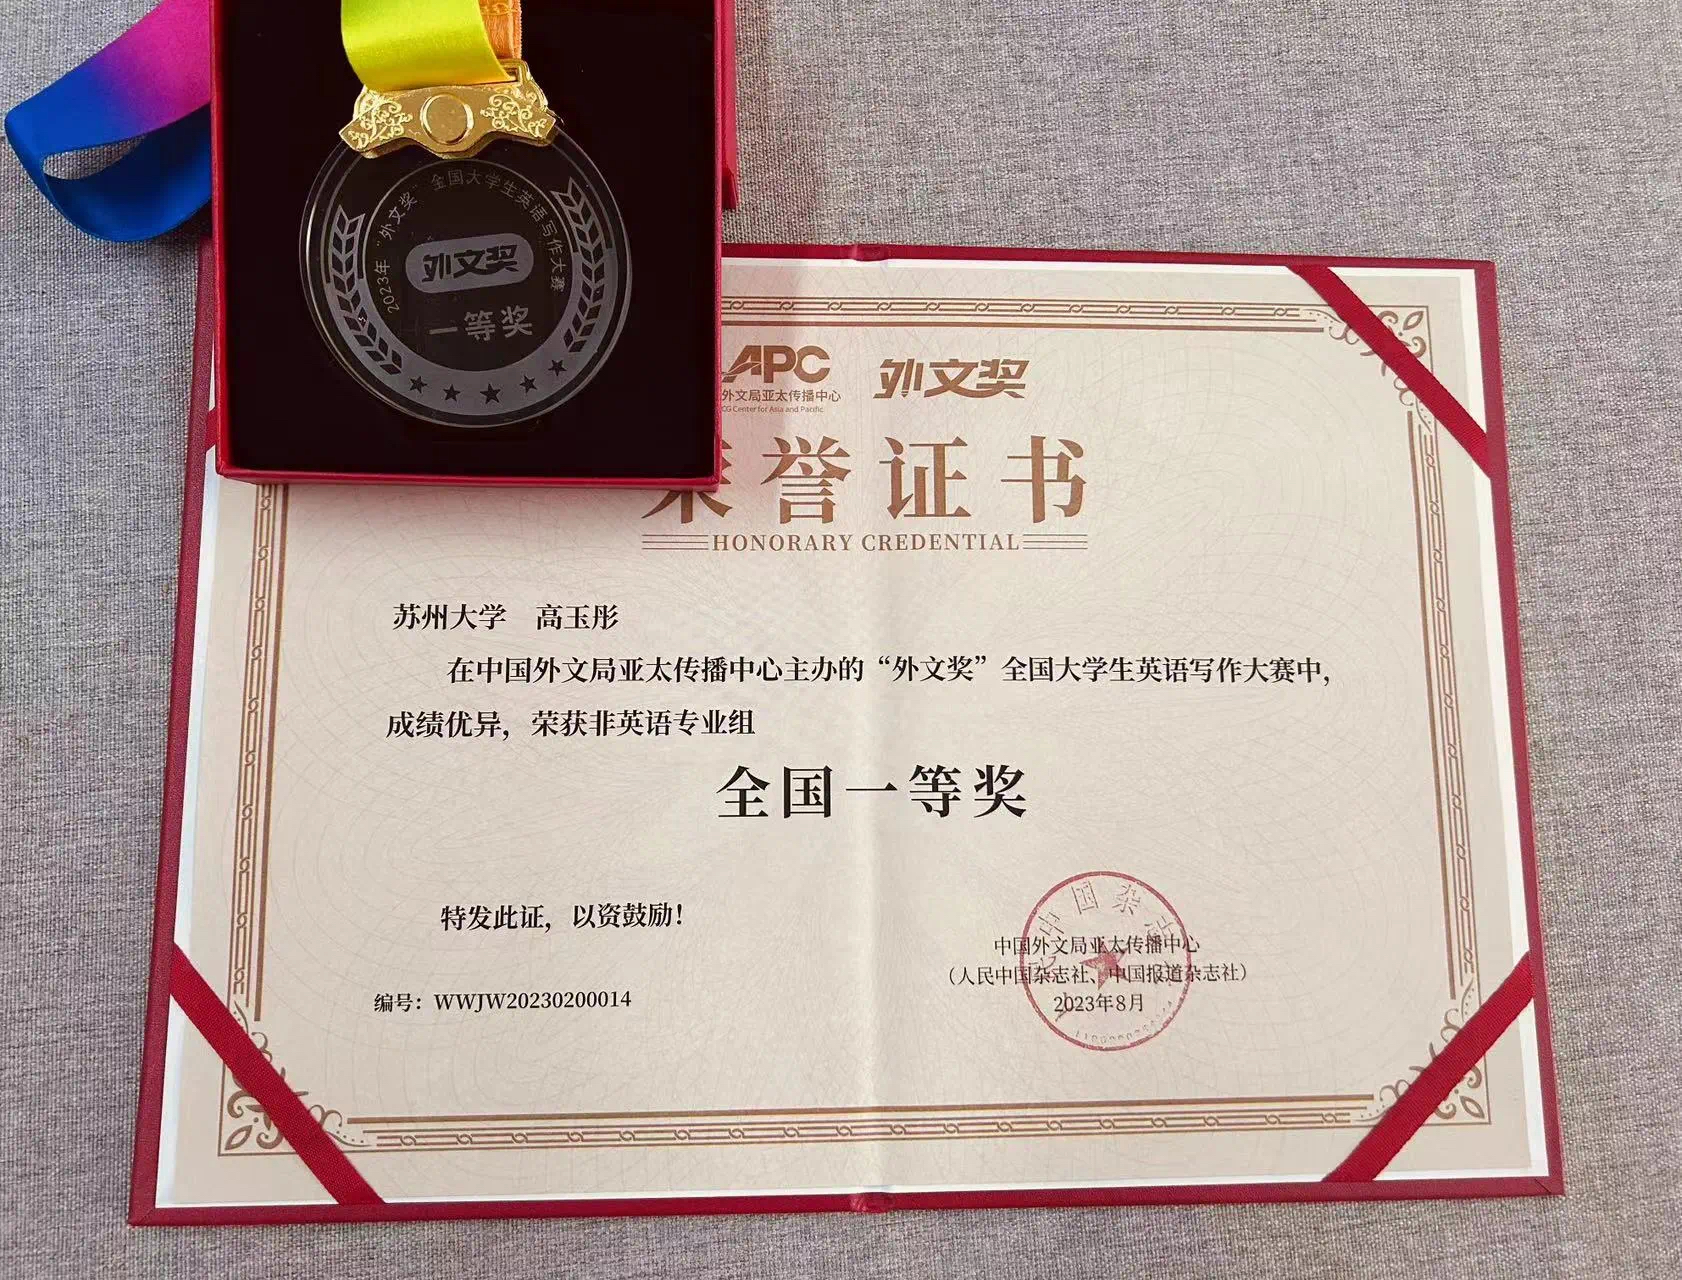 2023年“外文奖”全国大学生英语写作大赛
外文奖
一等奖
APC
外文局亚太传播中心
CG Center for Asia and Pacific
外文奖
荣誉证书
HONORARY CREDENTIAL
苏州大学 高玉彤
在中国外文局亚太传播中心主办的“外文奖”全国大学生英语写作大赛中，
成绩优异，荣获非英语专业组
全国一等奖
特发此证，以资鼓励！
中国外文局亚太传播中心
（人民中国杂志社、中国报道杂志社）
2023年8月
编号：WWJW20230200014